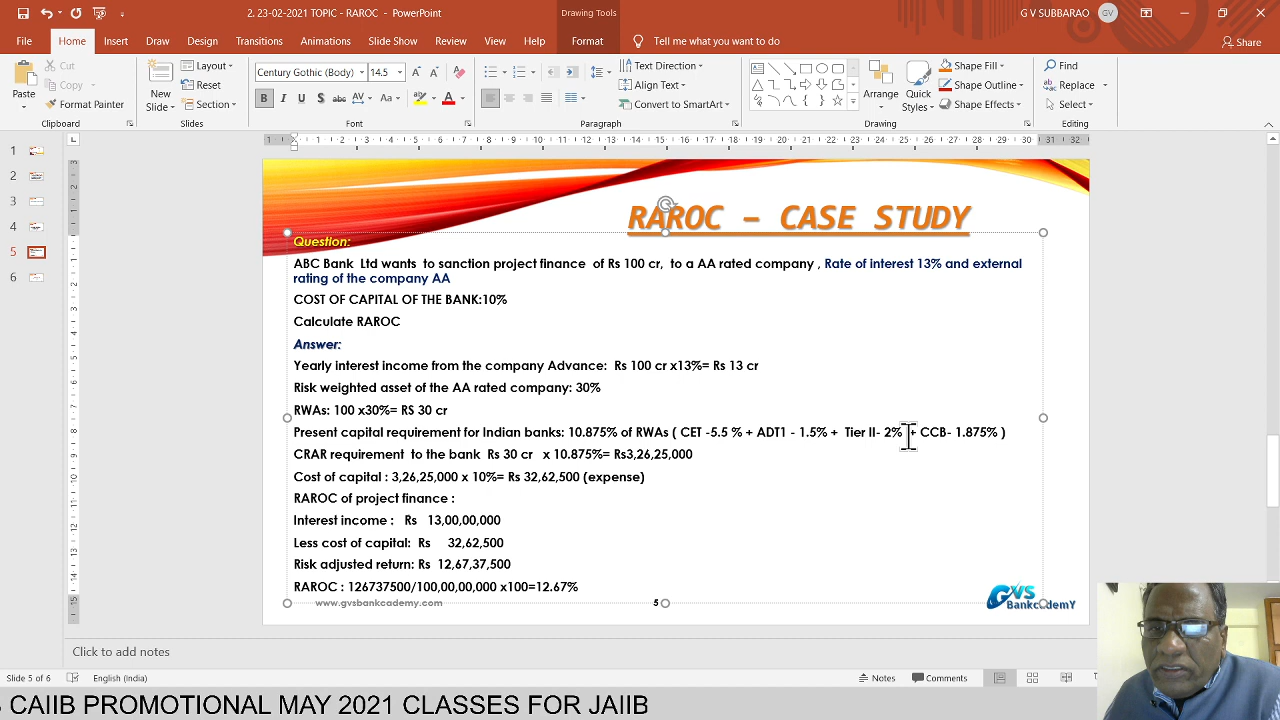 2. 23-02-2021 TOPIC - RAROC - PowerPoint
Drawing Tools
G V SUBBARAO GV
File Home Insert Draw Design Transitions Animations Slide Show Review View Help Format Tell me what you want to do Share
Paste
Cut
Copy
Format Painter
Clipboard
New Slide
Layout
Reset
Section
Slides
Century Gothic (Body) 14.5
Font
Text Direction
Align Text
Convert to SmartArt
Paragraph
Arrange
Quick Styles
Shape Fill
Shape Outline
Shape Effects
Drawing
Find
Replace
Select
Editing
1
2
3
4
5
6
RAROC – CASE STUDY
Question:
ABC Bank Ltd wants to sanction project finance of Rs 100 cr, to a AA rated company , Rate of interest 13% and external
rating of the company AA
COST OF CAPITAL OF THE BANK:10%
Calculate RAROC
Answer:
Yearly interest income from the company Advance: Rs 100 cr x13%= Rs 13 cr
Risk weighted asset of the AA rated company: 30%
RWAs: 100 x30%= RS 30 cr
Present capital requirement for Indian banks: 10.875% of RWAs ( CET -5.5 % + ADT1 - 1.5% + Tier II- 2% + CCB- 1.875% )
CRAR requirement to the bank Rs 30 cr x 10.875%= Rs3,26,25,000
Cost of capital : 3,26,25,000 x 10%= Rs 32,62,500 (expense)
RAROC of project finance :
Interest income : Rs 13,00,00,000
Less cost of capital: Rs 32,62,500
Risk adjusted return: Rs 12,67,37,500
RAROC : 126737500/100,00,00,000 x100=12.67%
www.gvsbankcademy.com
5
GVS
BankcademY
Click to add notes
Slide 5 of 6 English (India) Notes Comments
CAIIB PROMOTIONAL MAY 2021 CLASSES FOR JAIIB